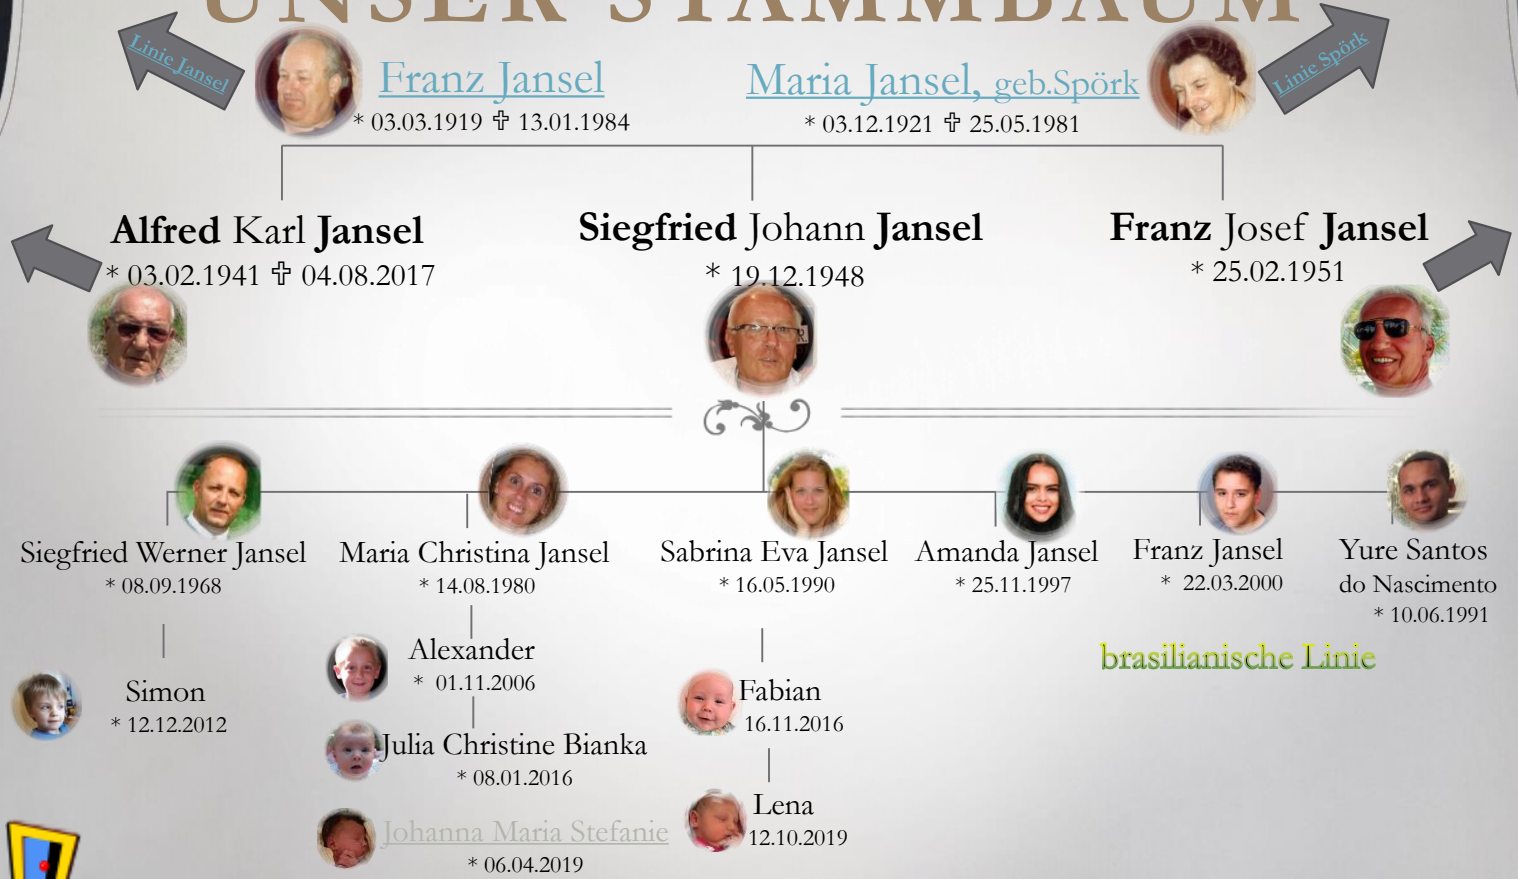 UNSER STAMMBAUM
Linie Jansel
Franz Jansel
* 03.03.1919 ✞ 13.01.1984
Maria Jansel, geb.Spörk
* 03.12.1921 ✞ 25.05.1981
Linie Spörk
Alfred Karl Jansel
* 03.02.1941 ✞ 04.08.2017
Siegfried Johann Jansel
* 19.12.1948
Franz Josef Jansel
* 25.02.1951
Siegfried Werner Jansel
* 08.09.1968
Maria Christina Jansel
* 14.08.1980
Sabrina Eva Jansel
* 16.05.1990
Amanda Jansel
* 25.11.1997
Franz Jansel
* 22.03.2000
Yure Santos
do Nascimento
* 10.06.1991
brasilianische Linie
Simon
* 12.12.2012
Alexander
* 01.11.2006
Julia Christine Bianka
* 08.01.2016
Johanna Maria Stefanie
* 06.04.2019
Fabian
16.11.2016
Lena
12.10.2019